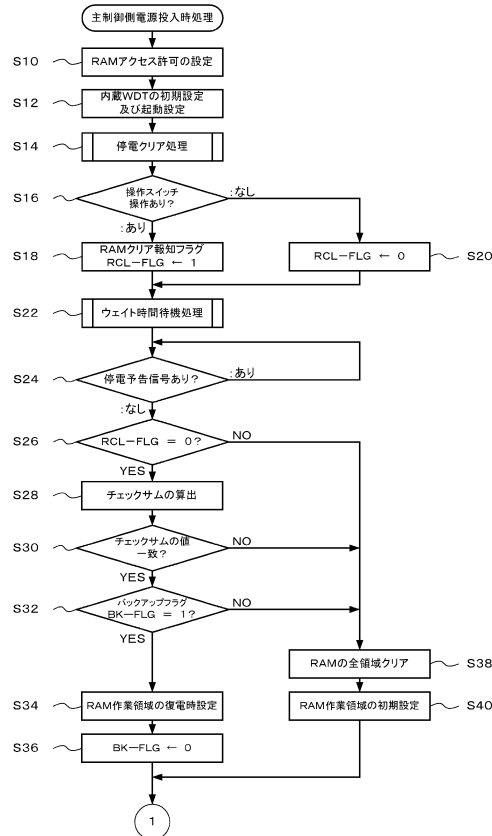 主制御側電源投入時処理
S10
RAMアクセス許可の設定
S12
内蔵WDTの初期設定
及び起動設定
S14
停電クリア処理
S16
操作スイッチ
操作あり？
:なし
:あり
S18
RAMクリア報知フラグ
RCL-FLG ← 1
RCL-FLG ← 0
S20
S22
ウェイト時間待機処理
S24
停電予告信号あり？
:あり
:なし
S26
RCL-FLG = 0?
NO
YES
S28
チェックサムの算出
S30
チェックサムの値
一致？
NO
YES
S32
バックアップフラグ
BK-FLG = 1?
NO
YES
RAMの全領域クリア
S38
S34
RAM作業領域の復電時設定
RAM作業領域の初期設定
S40
S36
BK-FLG ← 0
1